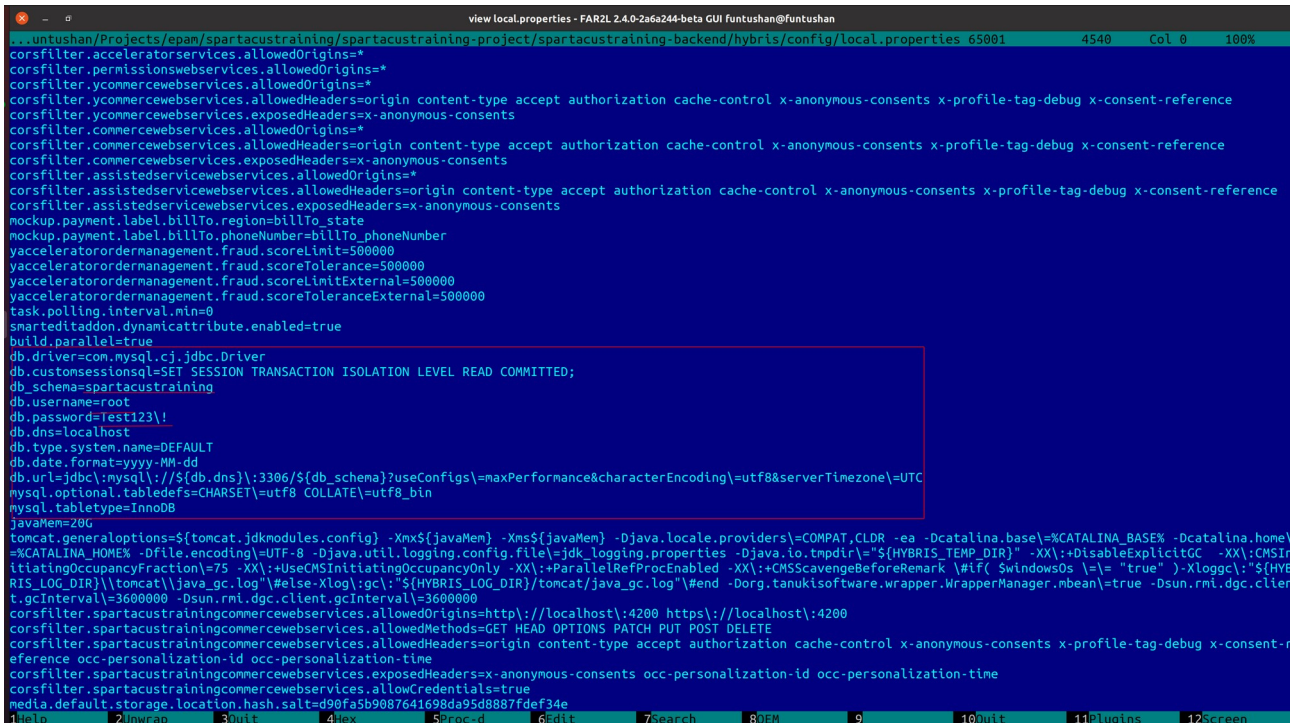 view local.properties - FAR2L 2.4.0-2a6a244-beta GUI funtushan@funtushan
...untushan/Projects/epam/spartacustraining/spartacustraining-project/spartacustraining-backend/hybris/config/local.properties 65001 4540 Col 0 100%
corsfilter.acceleratorservices.allowedOrigins=*
corsfilter.permissionswebservices.allowedOrigins=*
corsfilter.ycommercewebservices.allowedOrigins=*
corsfilter.ycommercewebservices.allowedHeaders=origin content-type accept authorization cache-control x-anonymous-consents x-profile-tag-debug x-consent-reference
corsfilter.ycommercewebservices.exposedHeaders=x-anonymous-consents
corsfilter.commercewebservices.allowedOrigins=*
corsfilter.commercewebservices.allowedHeaders=origin content-type accept authorization cache-control x-anonymous-consents x-profile-tag-debug x-consent-reference
corsfilter.commercewebservices.exposedHeaders=x-anonymous-consents
corsfilter.assistedservicewebservices.allowedOrigins=*
corsfilter.assistedservicewebservices.allowedHeaders=origin content-type accept authorization cache-control x-anonymous-consents x-profile-tag-debug x-consent-reference
corsfilter.assistedservicewebservices.exposedHeaders=x-anonymous-consents
mockup.payment.label.billTo.region=billTo_state
mockup.payment.label.billTo.phoneNumber=billTo_phoneNumber
yacceleratorordermanagement.fraud.scoreLimit=500000
yacceleratorordermanagement.fraud.scoreTolerance=500000
yacceleratorordermanagement.fraud.scoreLimitExternal=500000
yacceleratorordermanagement.fraud.scoreToleranceExternal=500000
task.polling.interval.min=0
smarteditaddon.dynamicattribute.enabled=true
build.parallel=true
db.driver=com.mysql.cj.jdbc.Driver
db.customsessionsql=SET SESSION TRANSACTION ISOLATION LEVEL READ COMMITTED;
db_schema=spartacustraining
db.username=root
db.password=Test123\!
db.dns=localhost
db.type.system.name=DEFAULT
db.date.format=yyyy-MM-dd
db.url=jdbc\:mysql\://${db.dns}\:3306/${db_schema}?useConfigs\=maxPerformance&characterEncoding\=utf8&serverTimezone\=UTC
mysql.optional.tabledefs=CHARSET\=utf8 COLLATE\=utf8_bin
mysql.tabletype=InnoDB
javaMem=20G
tomcat.generaloptions=${tomcat.jdkmodules.config} -Xmx${javaMem} -Xms${javaMem} -Djava.locale.providers\=COMPAT,CLDR -ea -Dcatalina.base\=%CATALINA_BASE% -Dcatalina.home\
=%CATALINA_HOME% -Dfile.encoding\=UTF-8 -Djava.util.logging.config.file\=jdk_logging.properties -Djava.io.tmpdir\="${HYBRIS_TEMP_DIR}" -XX\:+DisableExplicitGC -XX\:CMSIn
itiatingOccupancyFraction\=75 -XX\:+UseCMSInitiatingOccupancyOnly -XX\:+ParallelRefProcEnabled -XX\:+CMSScavengeBeforeRemark \#if( $windowsOs \=\= "true" )-Xloggc\:"${HYB
RIS_LOG_DIR}\\tomcat\\java_gc.log"\#else-Xlog\:gc\:"${HYBRIS_LOG_DIR}/tomcat/java_gc.log"\#end -Dorg.tanukisoftware.wrapper.WrapperManager.mbean\=true -Dsun.rmi.dgc.clien
t.gcInterval\=3600000 -Dsun.rmi.dgc.client.gcInterval\=3600000
corsfilter.spartacustrainingcommercewebservices.allowedOrigins=http\://localhost\:4200 https\://localhost\:4200
corsfilter.spartacustrainingcommercewebservices.allowedMethods=GET HEAD OPTIONS PATCH PUT POST DELETE
corsfilter.spartacustrainingcommercewebservices.allowedHeaders=origin content-type accept authorization cache-control x-anonymous-consents x-profile-tag-debug x-consent-r
eference occ-personalization-id occ-personalization-time
corsfilter.spartacustrainingcommercewebservices.exposedHeaders=x-anonymous-consents occ-personalization-id occ-personalization-time
corsfilter.spartacustrainingcommercewebservices.allowCredentials=true
media.default.storage.location.hash.salt=d90fa5b9087641698da95d8887fdef34e
1Help 2Unwrap 3Quit 4Hex 5Proc-d 6Edit 7Search 8OEM 9 10Quit 11Plugins 12Screen